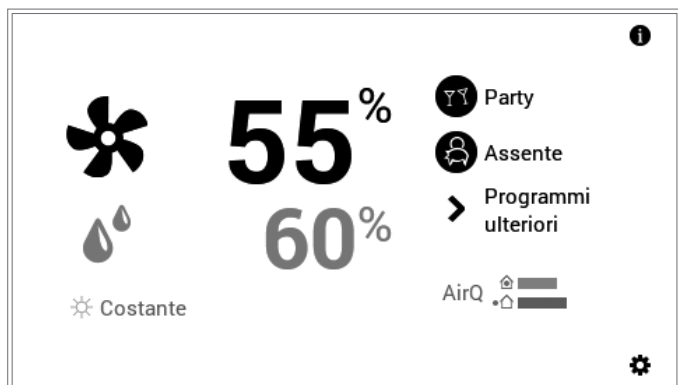 55%
Party
Assente
Programmi
ulteriori
60%
AirQ
Costante